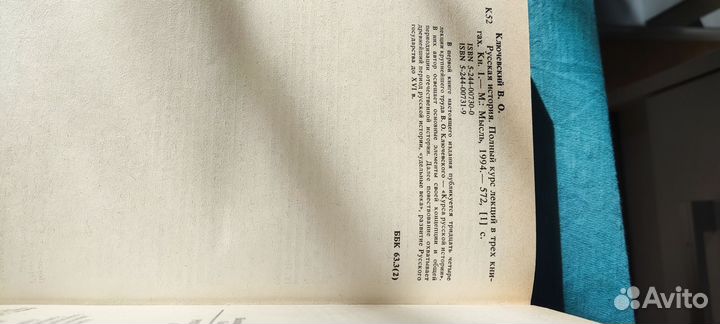 К52
Ключевский В. О.
Русская история. Полный курс лекций в трех кни-
гах. Кн. 1.— М.: Мысль, 1994.— 572, [1] с.
ISBN 5-244-00730-0
ISBN 5-244-00731-9
В первой книге настоящего издания публикуется тридцать четыре
лекции крупнейшего труда В. О. Ключевского — «Курса русской истории».
В них автор освещает основные элементы своей концепции и общей
периодизации отечественной истории. Далее повествование охватывает
древнейший период русской истории, «удельные века», развитие Русского
государства до XVI в.
ББК 63.3(2)
Avito